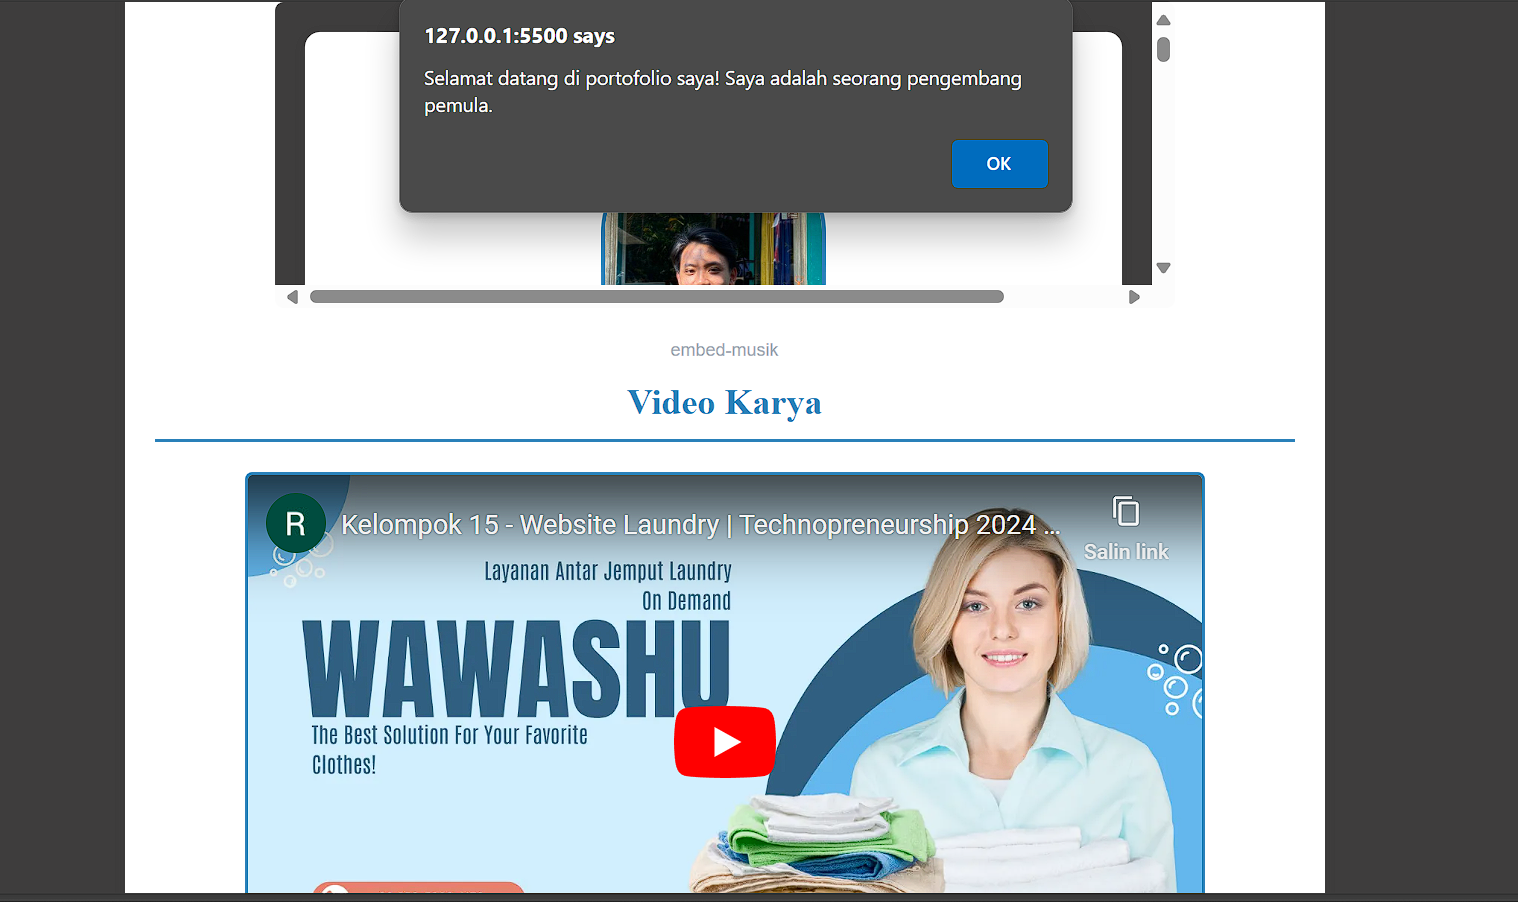 127.0.0.1:5500 says
Selamat datang di portofolio saya! Saya adalah seorang pengembang
pemula.
OK
embed-musik
Video Karya
R
Kelompok 15 - Website Laundry | Technopreneurship 2024 ...
Salin link
Layanan Antar Jemput Laundry
On Demand
WAWASHU
The Best Solution For Your Favorite
Clothes!